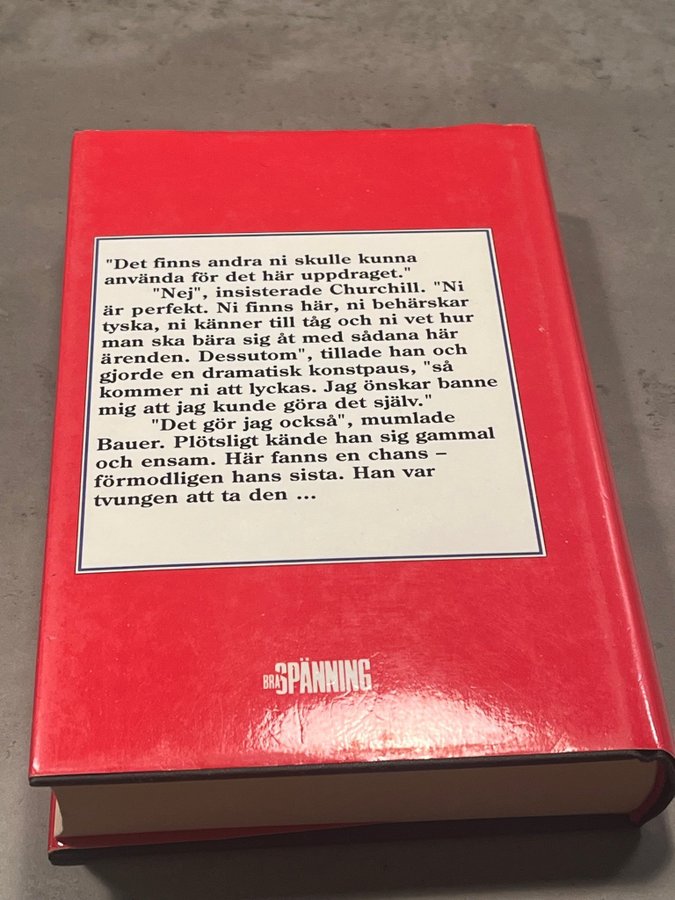 "Det finns andra ni skulle kunna
använda för det här uppdraget."
"Nej", insisterade Churchill. "Ni
är perfekt. Ni finns här, ni behärskar
tyska, ni känner till tåg och ni vet hur
man ska bära sig åt med sådana här
ärenden. Dessutom", tillade han och
gjorde en dramatisk konstpaus, "så
kommer ni att lyckas. Jag önskar banne
mig att jag kunde göra det själv."
"Det gör jag också", mumlade
Bauer. Plötsligt kände han sig gammal
och ensam. Här fanns en chans –
förmodligen hans sista. Han var
tvungen att ta den ...
BRA SPÄNNING